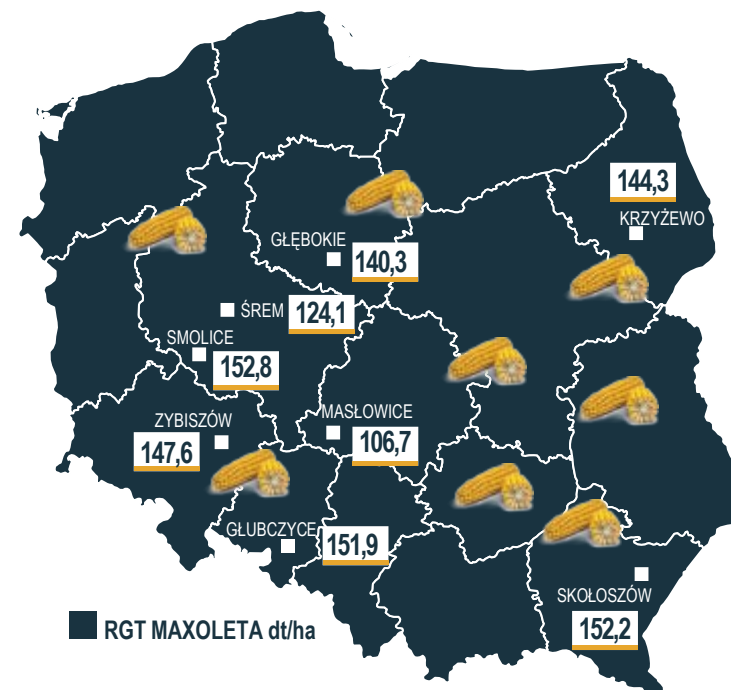 144,3
KRZYŻEWO
GŁĘBOKIE
140,3
ŚREM
124,1
SMOLICE
152,8
ZYBISZÓW
147,6
MASŁOWICE
106,7
GŁUBCZYCE
151,9
SKOŁOSZÓW
152,2
RGT MAXOLETA dt/ha